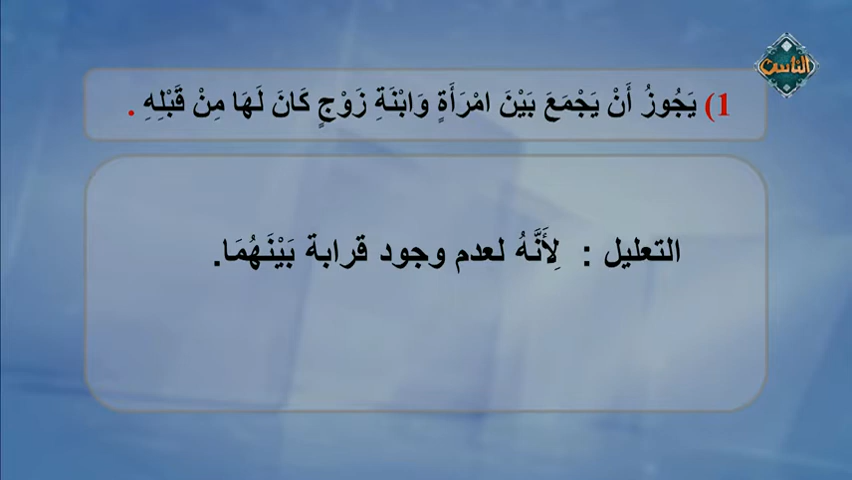 الناس
1) يَجُوزُ أَنْ يَجْمَعَ بَيْنَ امْرَأَةٍ وَابْنَةِ زَوْجٍ كَانَ لَهَا مِنْ قَبْلِهِ .
التعليل : لِأَنَّهُ لعدم وجود قرابة بَيْنَهُمَا.